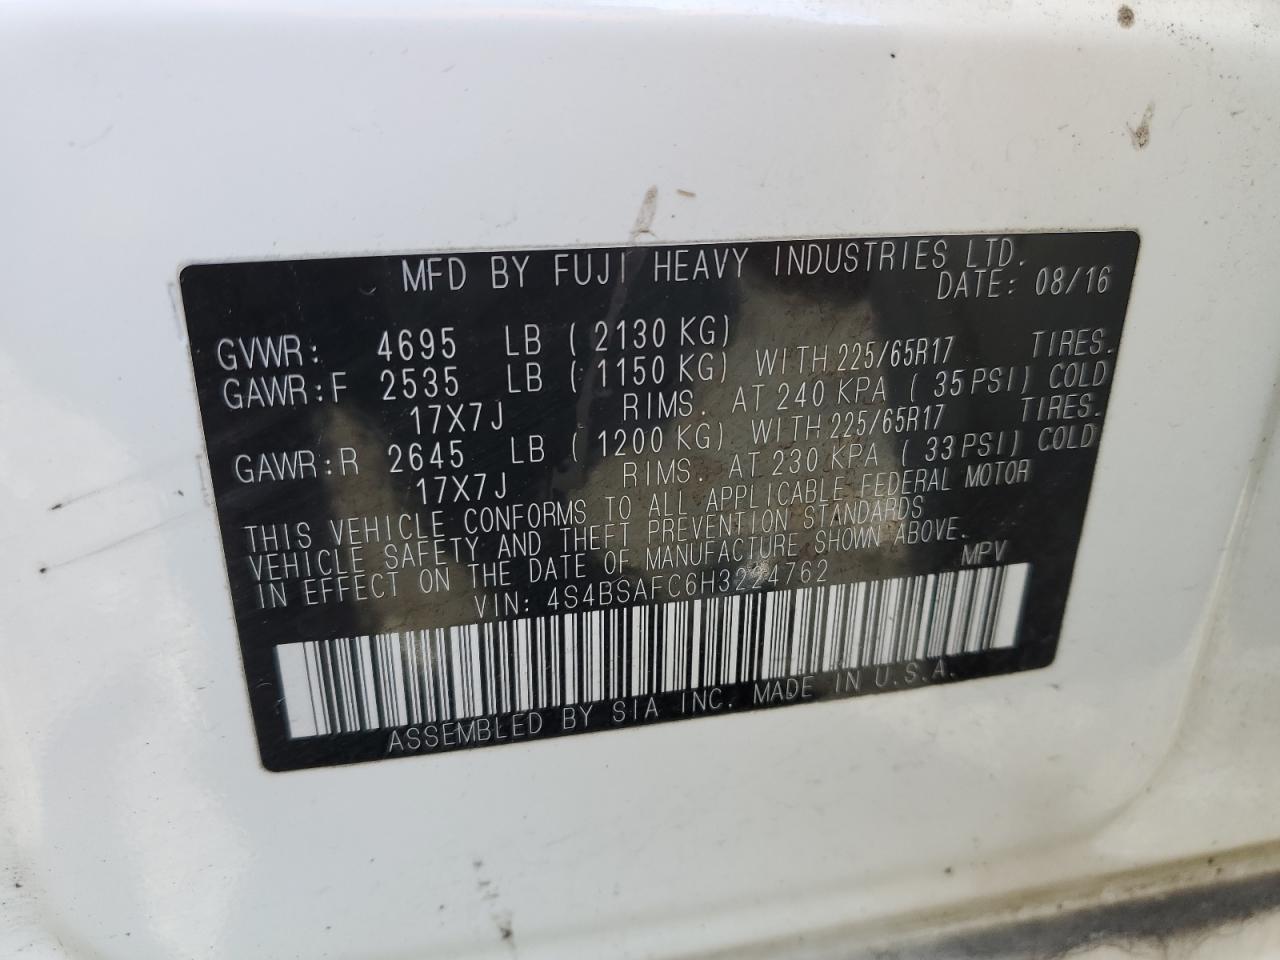 MFD BY FUJI HEAVY INDUSTRIES LTD.
DATE: 08/16
GVWR: 4695 LB ( 2130 KG)
GAWR:F 2535 LB ( 1150 KG) WITH 225/65R17 TIRES.
17X7J RIMS. AT 240 KPA ( 35 PSI) COLD
GAWR:R 2645 LB ( 1200 KG) WITH 225/65R17 TIRES.
17X7J RIMS. AT 230 KPA ( 33 PSI) COLD
THIS VEHICLE CONFORMS TO ALL APPLICABLE FEDERAL MOTOR
VEHICLE SAFETY AND THEFT PREVENTION STANDARDS
IN EFFECT ON THE DATE OF MANUFACTURE SHOWN ABOVE.
VIN: 4S4BSAFC6H3224762 MPV
ASSEMBLED BY SIA INC. MADE IN U.S.A.